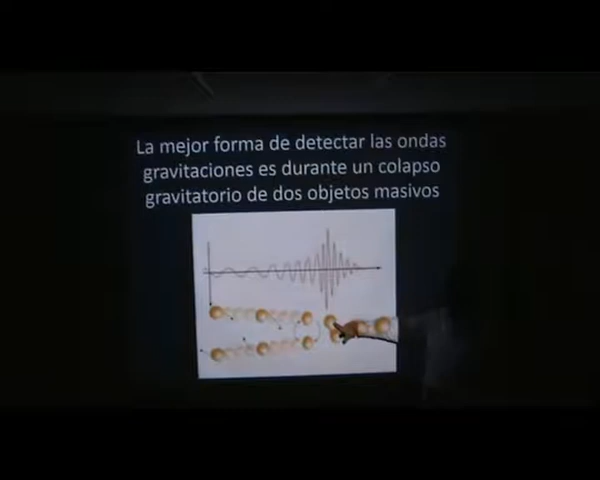 La mejor forma de detectar las ondas
gravitaciones es durante un colapso
gravitatorio de dos objetos masivos